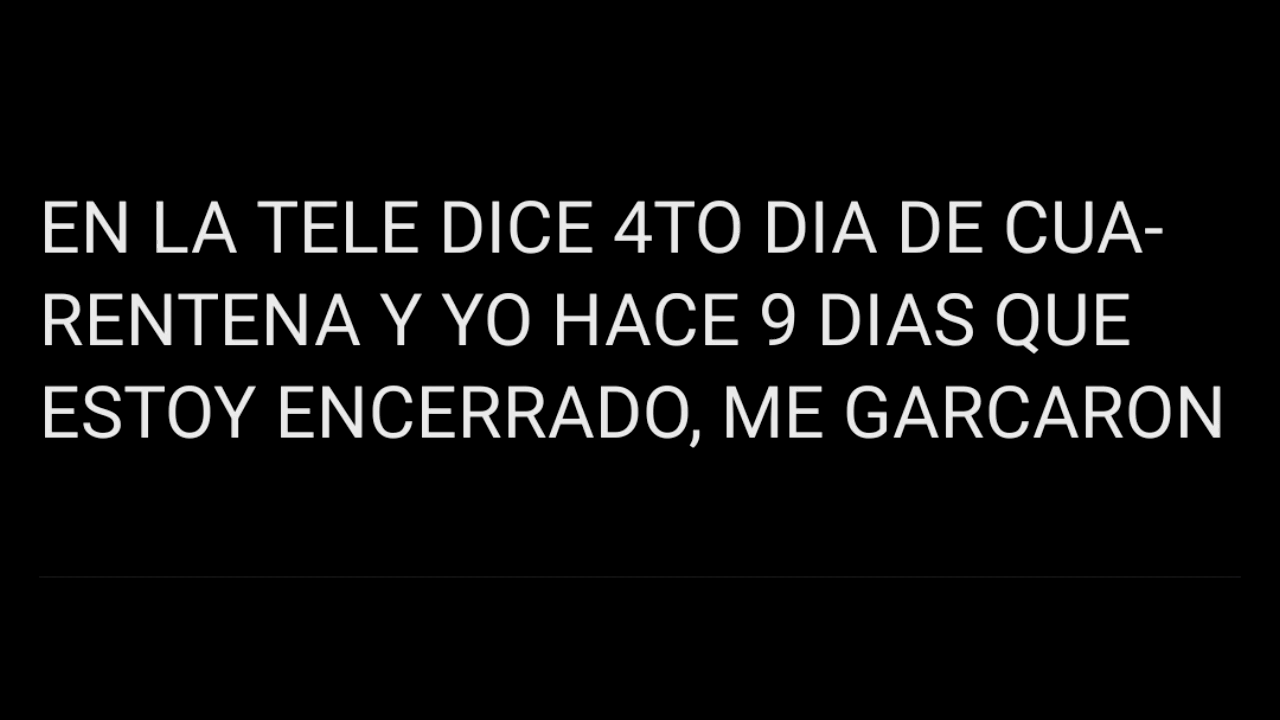 EN LA TELE DICE 4TO DIA DE CUA-
RENTENA Y YO HACE 9 DIAS QUE
ESTOY ENCERRADO, ME GARCARON